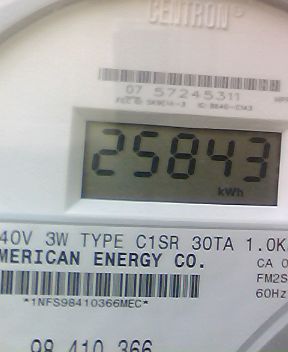 CENTRON®
07 57245311
25843
kWh
40V 3W TYPE C1SR 30TA 1.0K
MERICAN ENERGY CO.
CA 0
FM2S
60Hz
*1NFS98410366MEC*
98 410 366